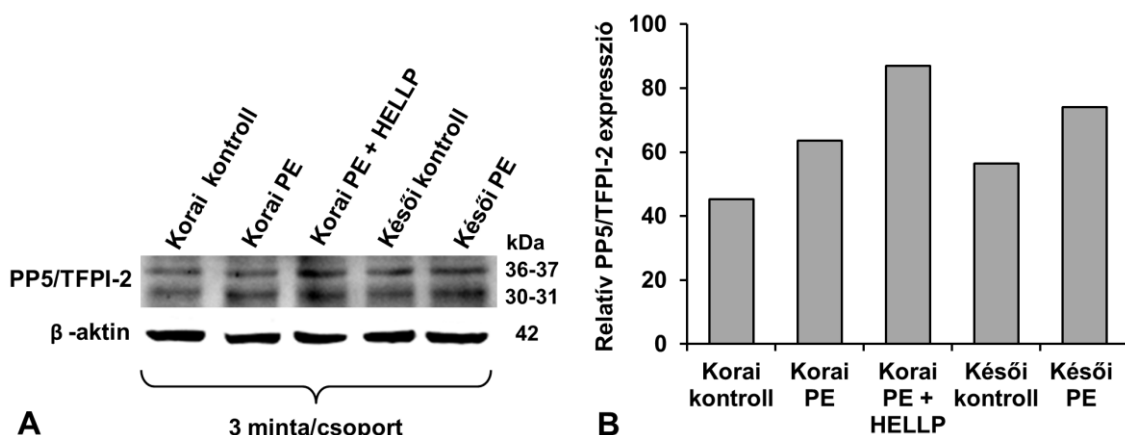 Korai kontroll
Korai PE
Korai PE + HELLP
Késői kontroll
Késői PE
kDa
PP5/TFPI-2
36-37
30-31
β -aktin
42
A
3 minta/csoport
Relatív PP5/TFPI-2 expresszió
100
80
60
40
20
0
Korai
kontroll
Korai
PE
Korai
PE +
HELLP
Késői
kontroll
Késői
PE
B